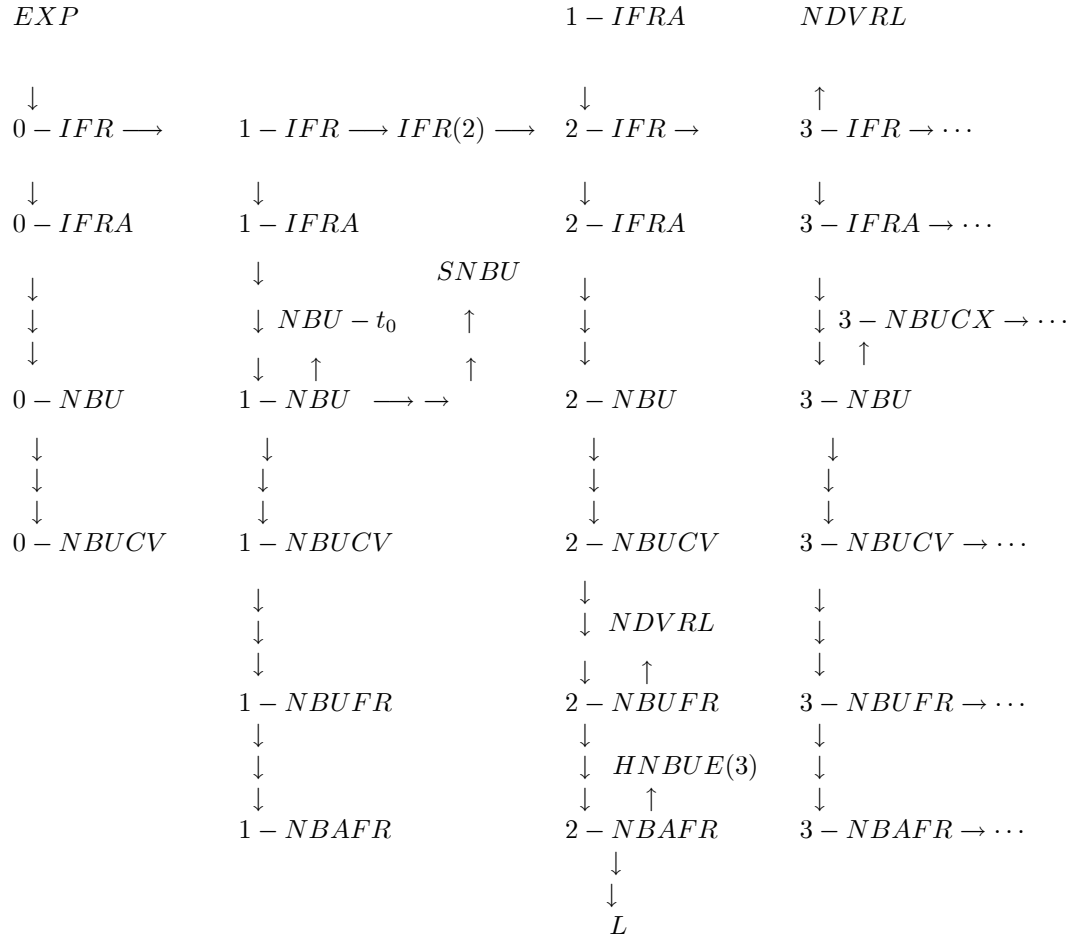 EXP 1 − IFRA NDVRL
↓ ↓ ↑
0 − IFR ⟶ 1 − IFR ⟶ IFR(2) ⟶ 2 − IFR → 3 − IFR → ···
↓ ↓ ↓ ↓
0 − IFRA 1 − IFRA 2 − IFRA 3 − IFRA → ···
↓ SNBU
↓ ↓ ↓
↓ ↓ NBU − t₀ ↑ ↓ ↓ 3 − NBUCX → ···
↓ ↓ ↑ ↑ ↓ ↓ ↑
0 − NBU 1 − NBU ⟶ → 2 − NBU 3 − NBU
↓ ↓ ↓ ↓
↓ ↓ ↓ ↓
↓ ↓ ↓ ↓
0 − NBUCV 1 − NBUCV 2 − NBUCV 3 − NBUCV → ···
↓ ↓ ↓
↓ ↓ NDVRL ↓
↓ ↓ ↑ ↓
1 − NBUFR 2 − NBUFR 3 − NBUFR → ···
↓ ↓ ↓
↓ ↓ HNBUE(3) ↓
↓ ↓ ↑ ↓
1 − NBAFR 2 − NBAFR 3 − NBAFR → ···
↓
↓
L